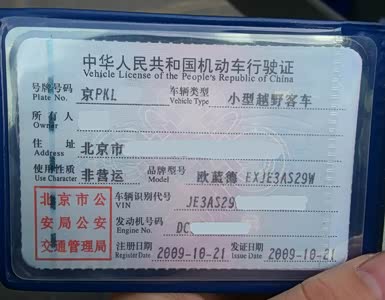 中华人民共和国机动车行驶证
Vehicle License of the People's Republic of China
号牌号码 京PKL 车辆类型 小型越野客车
Plate No. Vehicle Type
所有人
Owner
住址 北京市
Address
使用性质 非营运 品牌型号 欧蓝德 EXJE3AS29W
Use Character Model
北京市公安局公安交通管理局
车辆识别代号 JE3AS29
VIN
发动机号码 DC
Engine No.
注册日期 2009-10-21 发证日期 2009-10-21
Register Date Issue Date